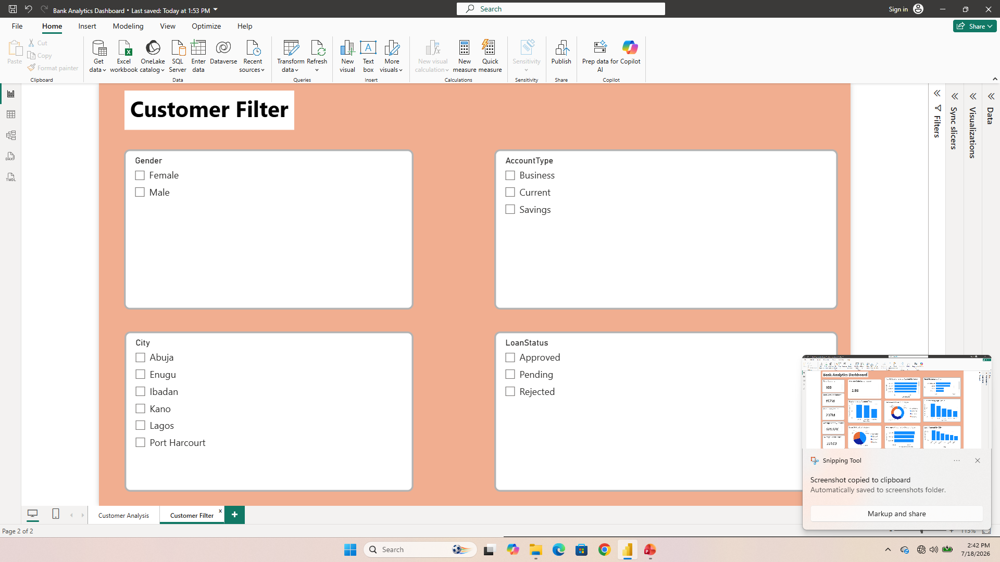 Bank Analytics Dashboard • Last saved: Today at 1:53 PM
Search
Sign in
File Home Insert Modeling View Optimize Help
Share
Paste
Cut
Copy
Format painter
Clipboard
Get data
Excel workbook
OneLake catalog
SQL Server
Enter data
Dataverse
Recent sources
Data
Transform data
Refresh
Queries
New visual
Text box
More visuals
Insert
New visual calculation
New measure
Quick measure
Calculations
Sensitivity
Sensitivity
Publish
Share
Prep data for AI
Copilot
Copilot
DAX
TMDL
Customer Filter
Gender
Female
Male
AccountType
Business
Current
Savings
City
Abuja
Enugu
Ibadan
Kano
Lagos
Port Harcourt
LoanStatus
Approved
Pending
Rejected
Filters
Sync slicers
Visualizations
Data
Bank Analytics Dashboard
100
157M
237M
681.82K
551.03
2.86
Snipping Tool
Screenshot copied to clipboard
Automatically saved to screenshots folder.
Markup and share
Customer Analysis
Customer Filter
x
Page 2 of 2
113%
Search
2:42 PM
7/18/2026